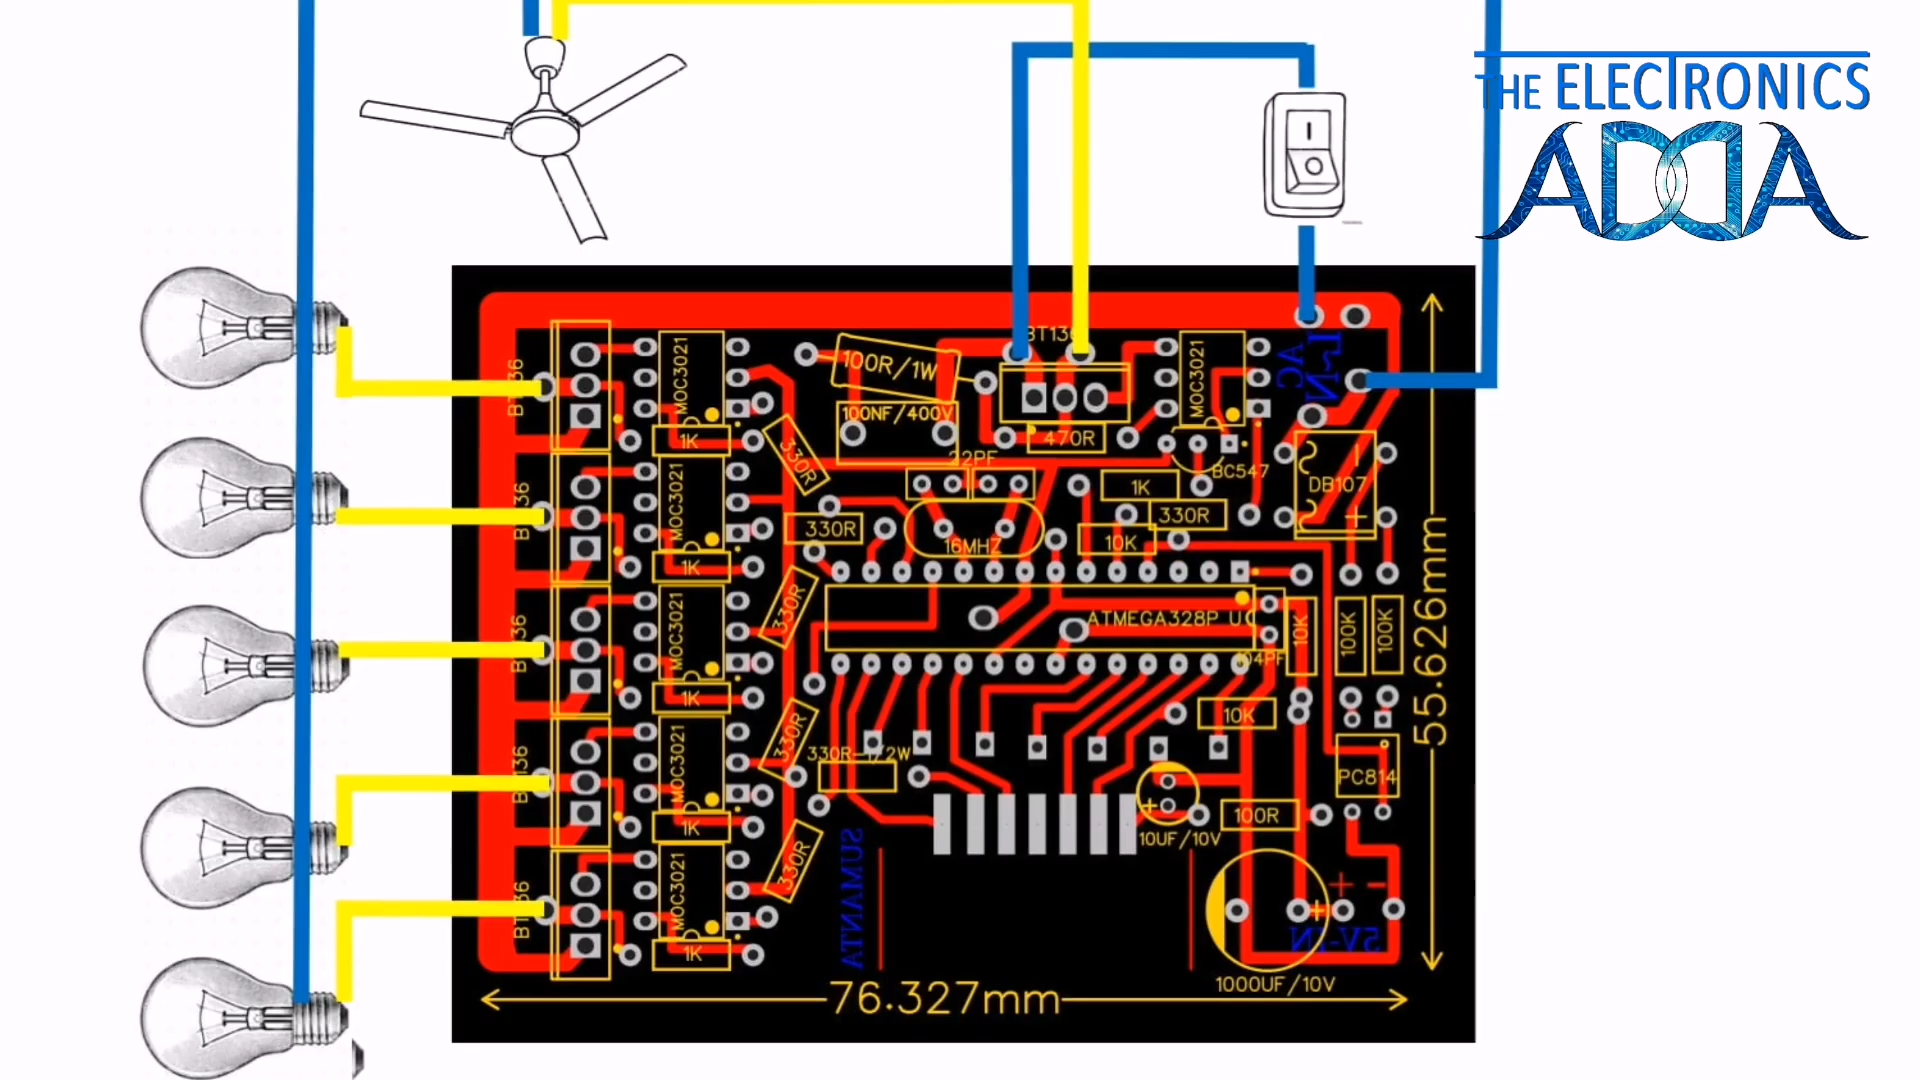 THE ELECTRONICS
ADDA
BT136
BT136
BT136
BT136
BT136
MOC3021
MOC3021
MOC3021
MOC3021
MOC3021
1K
1K
1K
1K
1K
100R/1W
100NF/400V
470R
MOC3021
AC
L~N
330R
330R
330R
330R
330R
22PF
16MHZ
1K
330R
10K
BC547
DB107
ATMEGA328P UC
104PF
10K
100K
100K
10K
330R-1/2W
PC814
10UF/10V
100R
SUMANTA
+ -
5V-IN
1000UF/10V
76.327mm
55.626mm